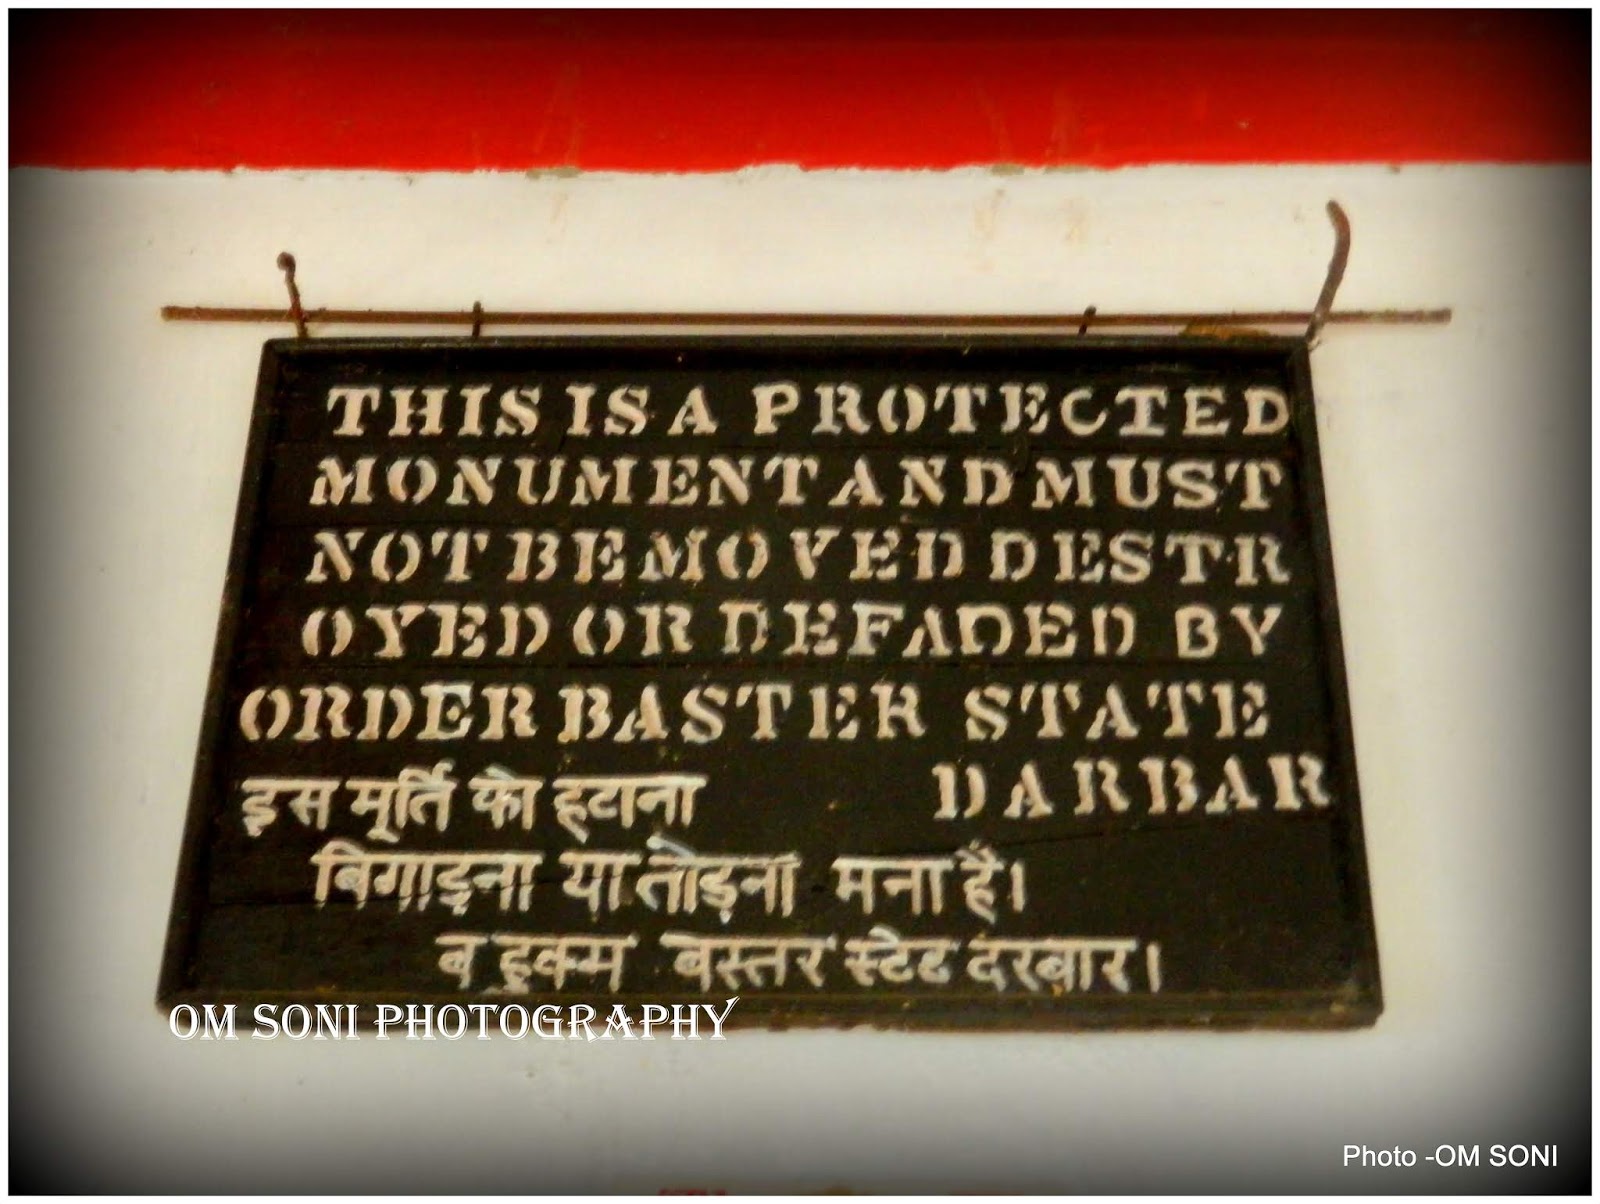 THIS IS A PROTECTED
MONUMENT AND MUST
NOT BE MOVED DESTR
OYED OR DEFADED BY
ORDER BASTER STATE
DARBAR
इस मूर्ति को हटाना
बिगाड़ना या तोड़ना मना है।
ब हुक्म बस्तर स्टेट दरबार।
OM SONI PHOTOGRAPHY
Photo -OM SONI